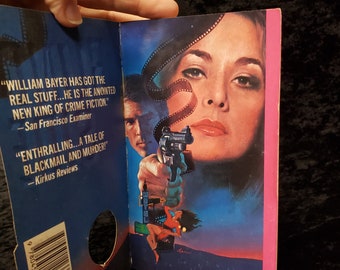 "WILLIAM BAYER HAS GOT THE
REAL STUFF...HE IS THE ANOINTED
NEW KING OF CRIME FICTION."
—San Francisco Examiner
"ENTHRALLING...A TALE OF
BLACKMAIL AND MURDER!"
—Kirkus Reviews